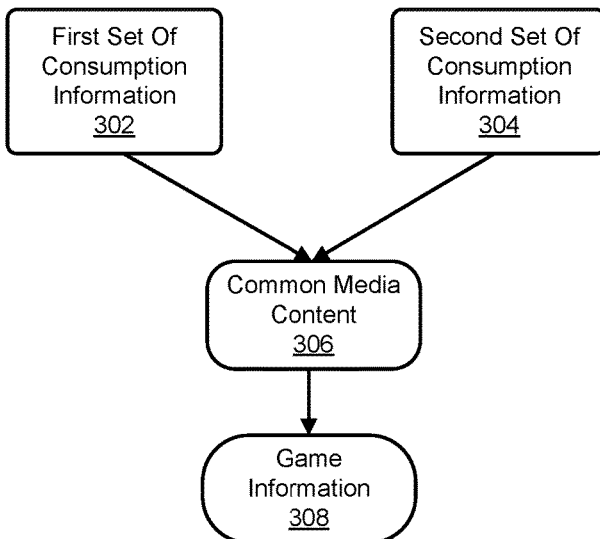 First Set Of
Consumption
Information
302
Second Set Of
Consumption
Information
304
Common Media
Content
306
Game
Information
308